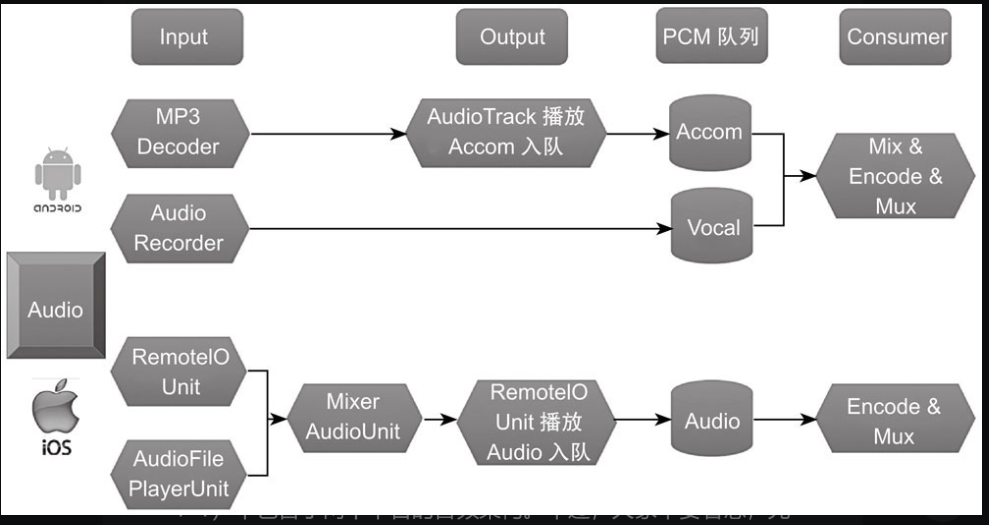 Input
Output
PCM 队列
Consumer
MP3
Decoder
AudioTrack 播放
Accom 入队
Accom
Mix &
Encode &
Mux
ANDROID
Audio
Recorder
Vocal
Audio
RemoteIO
Unit
Mixer
AudioUnit
RemoteIO
Unit 播放
Audio 入队
Audio
Encode &
Mux
iOS
AudioFile
PlayerUnit